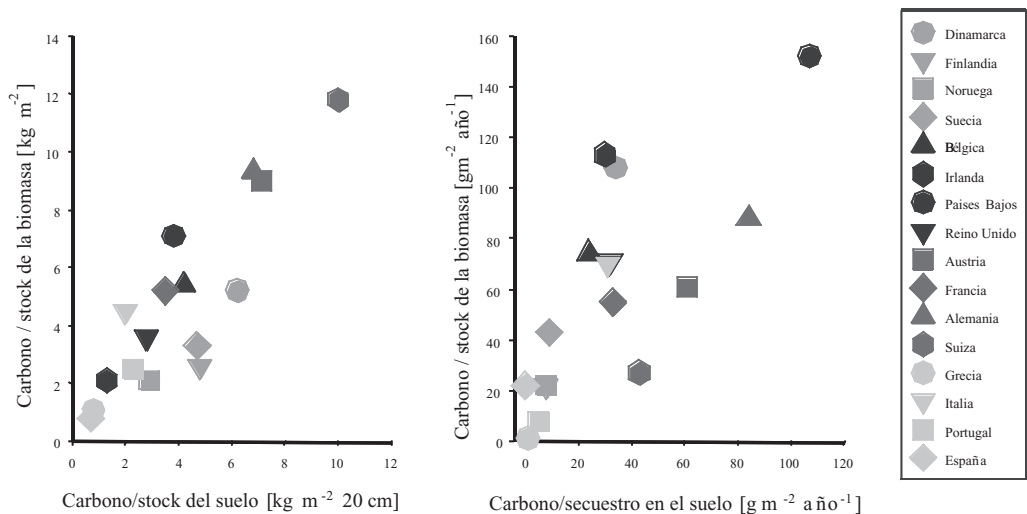 14
12
10
8
6
4
2
0
0 2 4 6 8 10 12
Carbono / stock de la biomasa [kg m-2]
Carbono/stock del suelo [kg m-2 20 cm]
160
140
120
100
80
60
40
20
0
0 20 40 60 80 100 120
Carbono / stock de la biomasa [gm-2 año-1]
Carbono/secuestro en el suelo [g m-2 año-1]
Dinamarca
Finlandia
Noruega
Suecia
Bélgica
Irlanda
Paises Bajos
Reino Unido
Austria
Francia
Alemania
Suiza
Grecia
Italia
Portugal
España